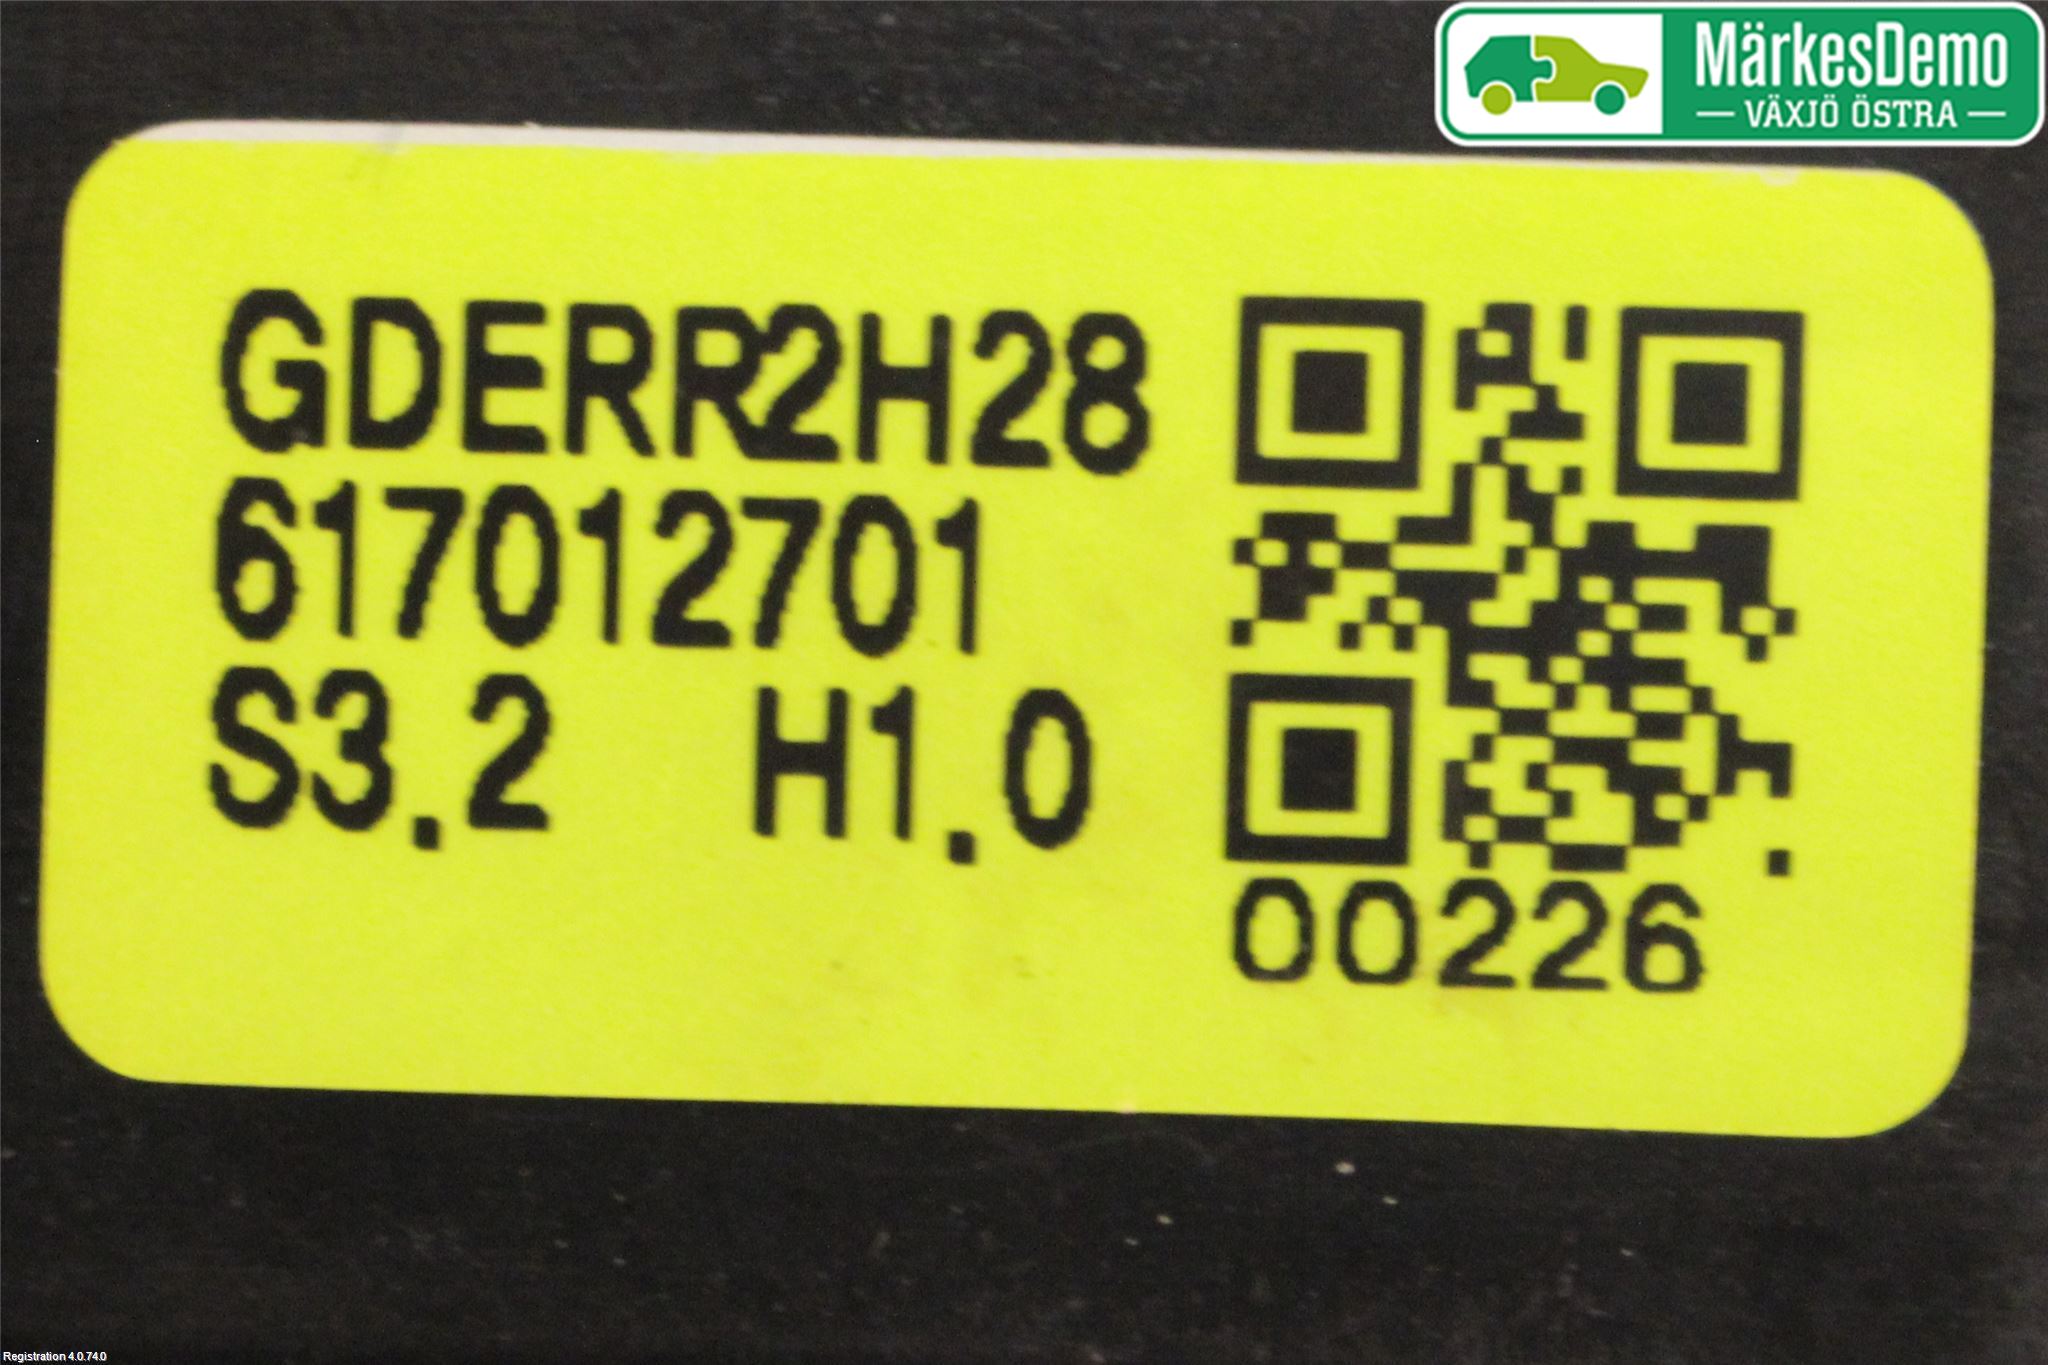 MärkesDemo
VÄXJÖ ÖSTRA
GDERR2H28
617012701
S3.2 H1.0
00226
Registration 4.0.74.0